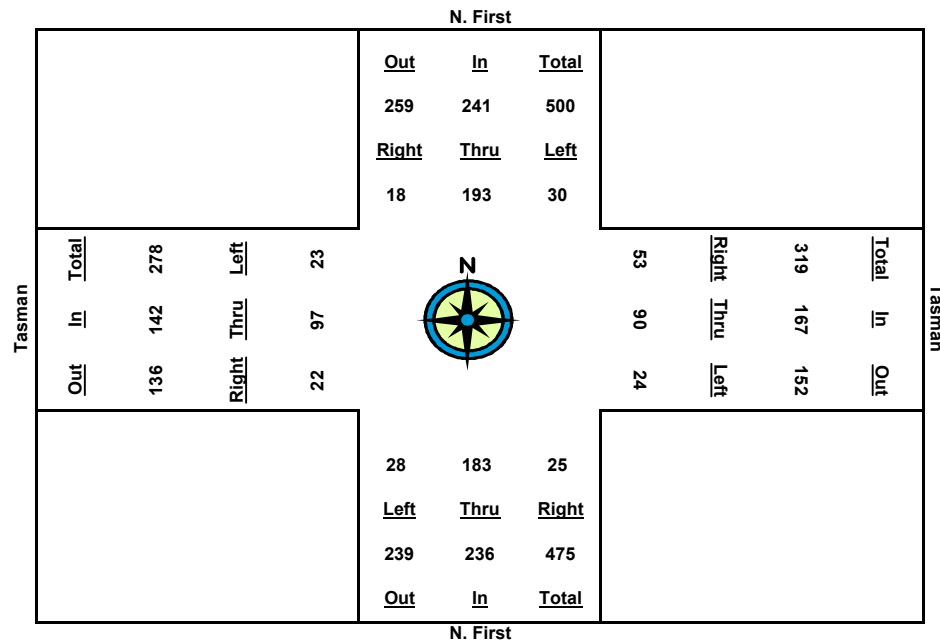 N. First
Out In Total
259 241 500
Right Thru Left
18 193 30
Tasman
Total 278 Left 23
In 142 Thru 97
Out 136 Right 22
N
53 Right 319 Total
90 Thru 167 In
24 Left 152 Out
Tasman
28 183 25
Left Thru Right
239 236 475
Out In Total
N. First